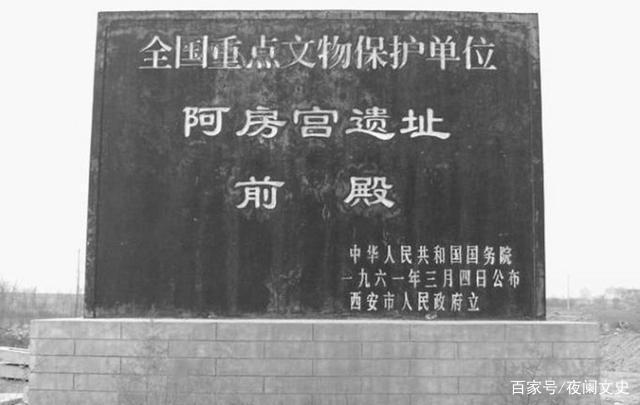 全国重点文物保护单位
阿房宫遗址
前殿
中华人民共和国国务院
一九六一年三月四日公布
西安市人民政府立
百家号/夜阑文史